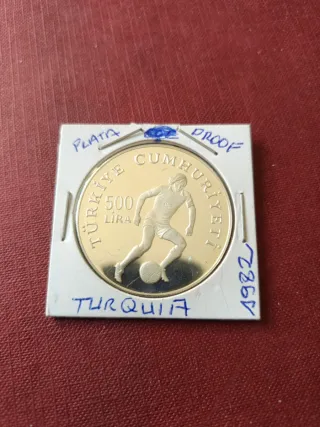 PLATA PROOF
TÜRKİYE CUMHURİYETİ
500
LİRA
TURQUIA
1982